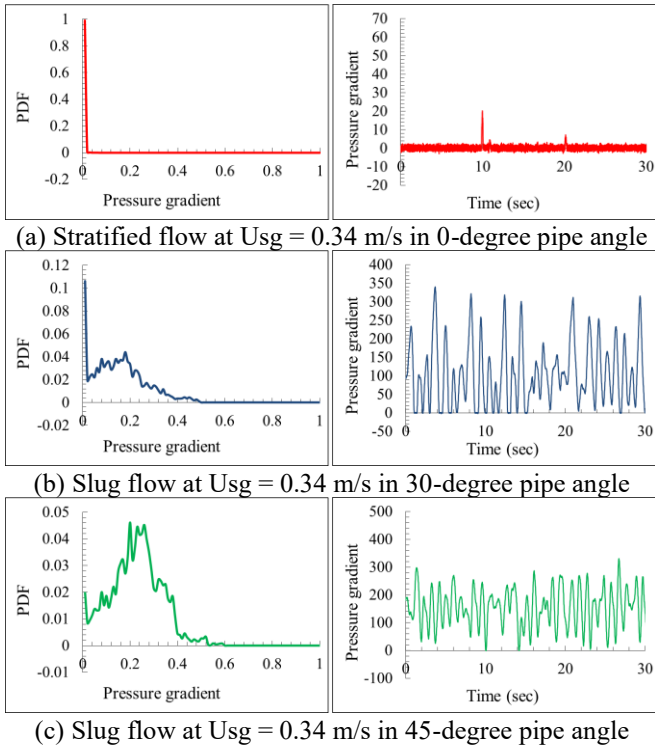 1
0.8
0.6
0.4
0.2
0
-0.2
PDF
0 0.2 0.4 0.6 0.8 1
Pressure gradient
70
60
50
40
30
20
10
0
-10
-20
Pressure gradient
0 10 20 30
Time (sec)
(a) Stratified flow at Usg = 0.34 m/s in 0-degree pipe angle
0.12
0.1
0.08
0.06
0.04
0.02
0
-0.02
PDF
0 0.2 0.4 0.6 0.8 1
Pressure gradient
400
350
300
250
200
150
100
50
0
-50
Pressure gradient
0 10 20 30
Time (sec)
(b) Slug flow at Usg = 0.34 m/s in 30-degree pipe angle
0.05
0.04
0.03
0.02
0.01
0
-0.01
PDF
0 0.2 0.4 0.6 0.8 1
Pressure gradient
500
400
300
200
100
0
-100
Pressure gradient
0 10 20 30
Time (sec)
(c) Slug flow at Usg = 0.34 m/s in 45-degree pipe angle